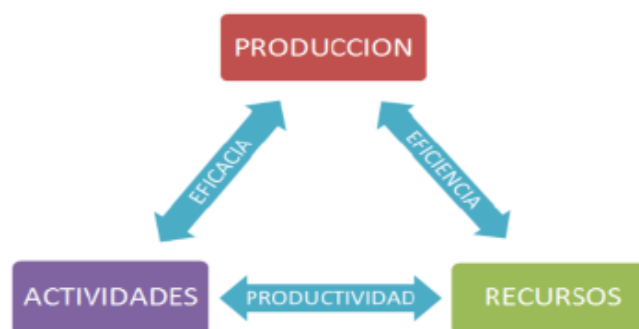 PRODUCCION
EFICACIA
EFICIENCIA
ACTIVIDADES
PRODUCTIVIDAD
RECURSOS